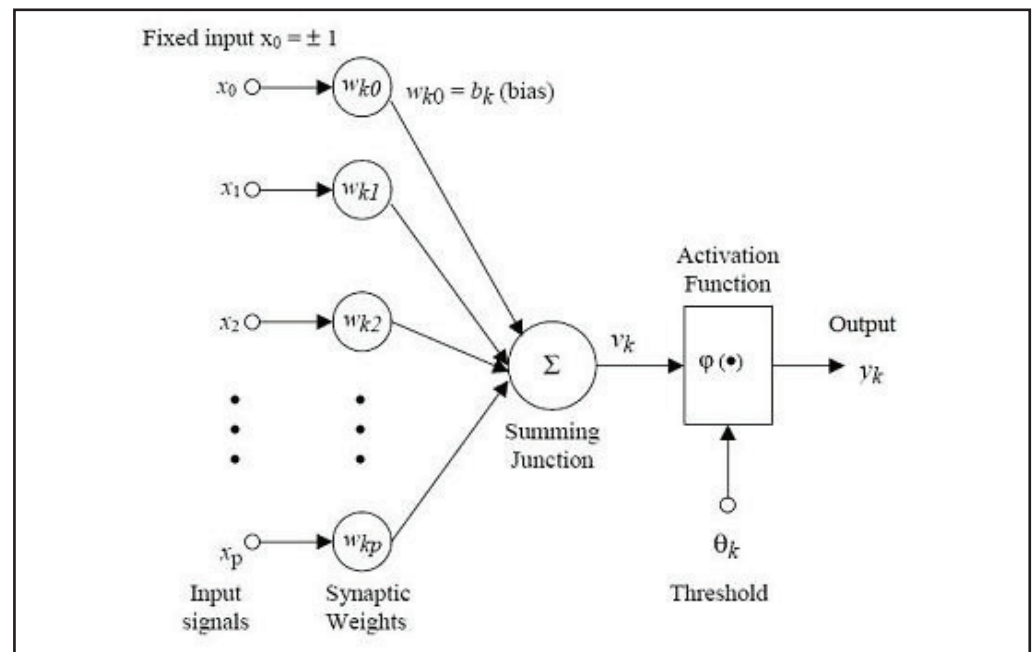 Fixed input x₀ = ± 1
x₀
w_k0
w_k0 = b_k (bias)
x₁
w_k1
x₂
w_k2
Σ
Summing
Junction
v_k
Activation
Function
φ (•)
Output
y_k
θ_k
Threshold
x_p
w_kp
Input
signals
Synaptic
Weights